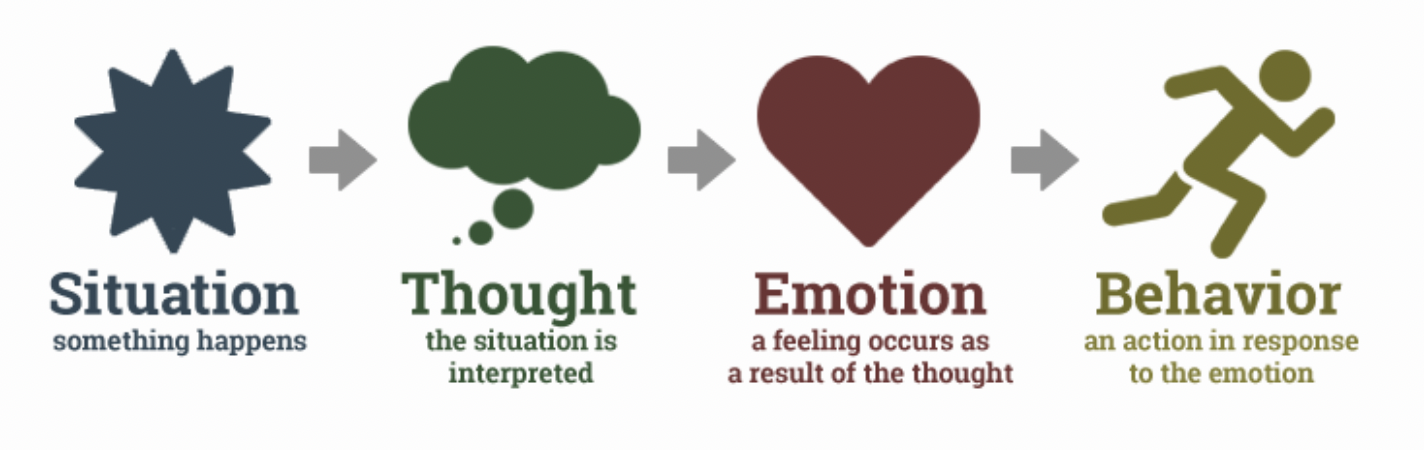 Situation
something happens
Thought
the situation is
interpreted
Emotion
a feeling occurs as
a result of the thought
Behavior
an action in response
to the emotion